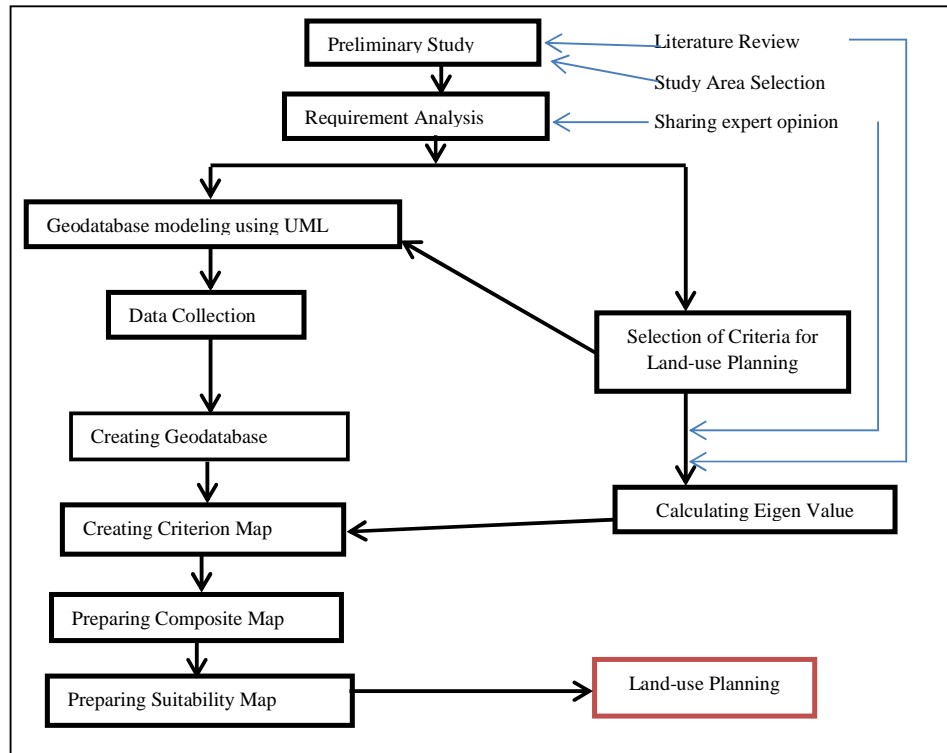 Preliminary Study
Literature Review
Study Area Selection
Requirement Analysis
Sharing expert opinion
Geodatabase modeling using UML
Data Collection
Selection of Criteria for
Land-use Planning
Creating Geodatabase
Calculating Eigen Value
Creating Criterion Map
Preparing Composite Map
Preparing Suitability Map
Land-use Planning